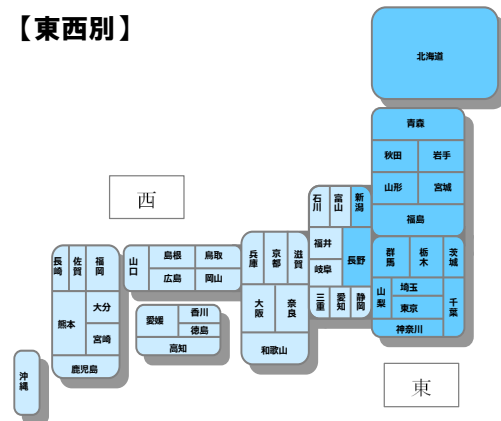 【東西別】
北海道
青森
秋田
岩手
山形
宮城
福島
西
石川
富山
新潟
福井
長野
岐阜
三重
愛知
静岡
群馬
栃木
茨城
山梨
埼玉
東京
千葉
神奈川
兵庫
京都
滋賀
大阪
奈良
和歌山
山口
島根
鳥取
広島
岡山
愛媛
香川
徳島
高知
長崎
佐賀
福岡
熊本
大分
宮崎
鹿児島
沖縄
東